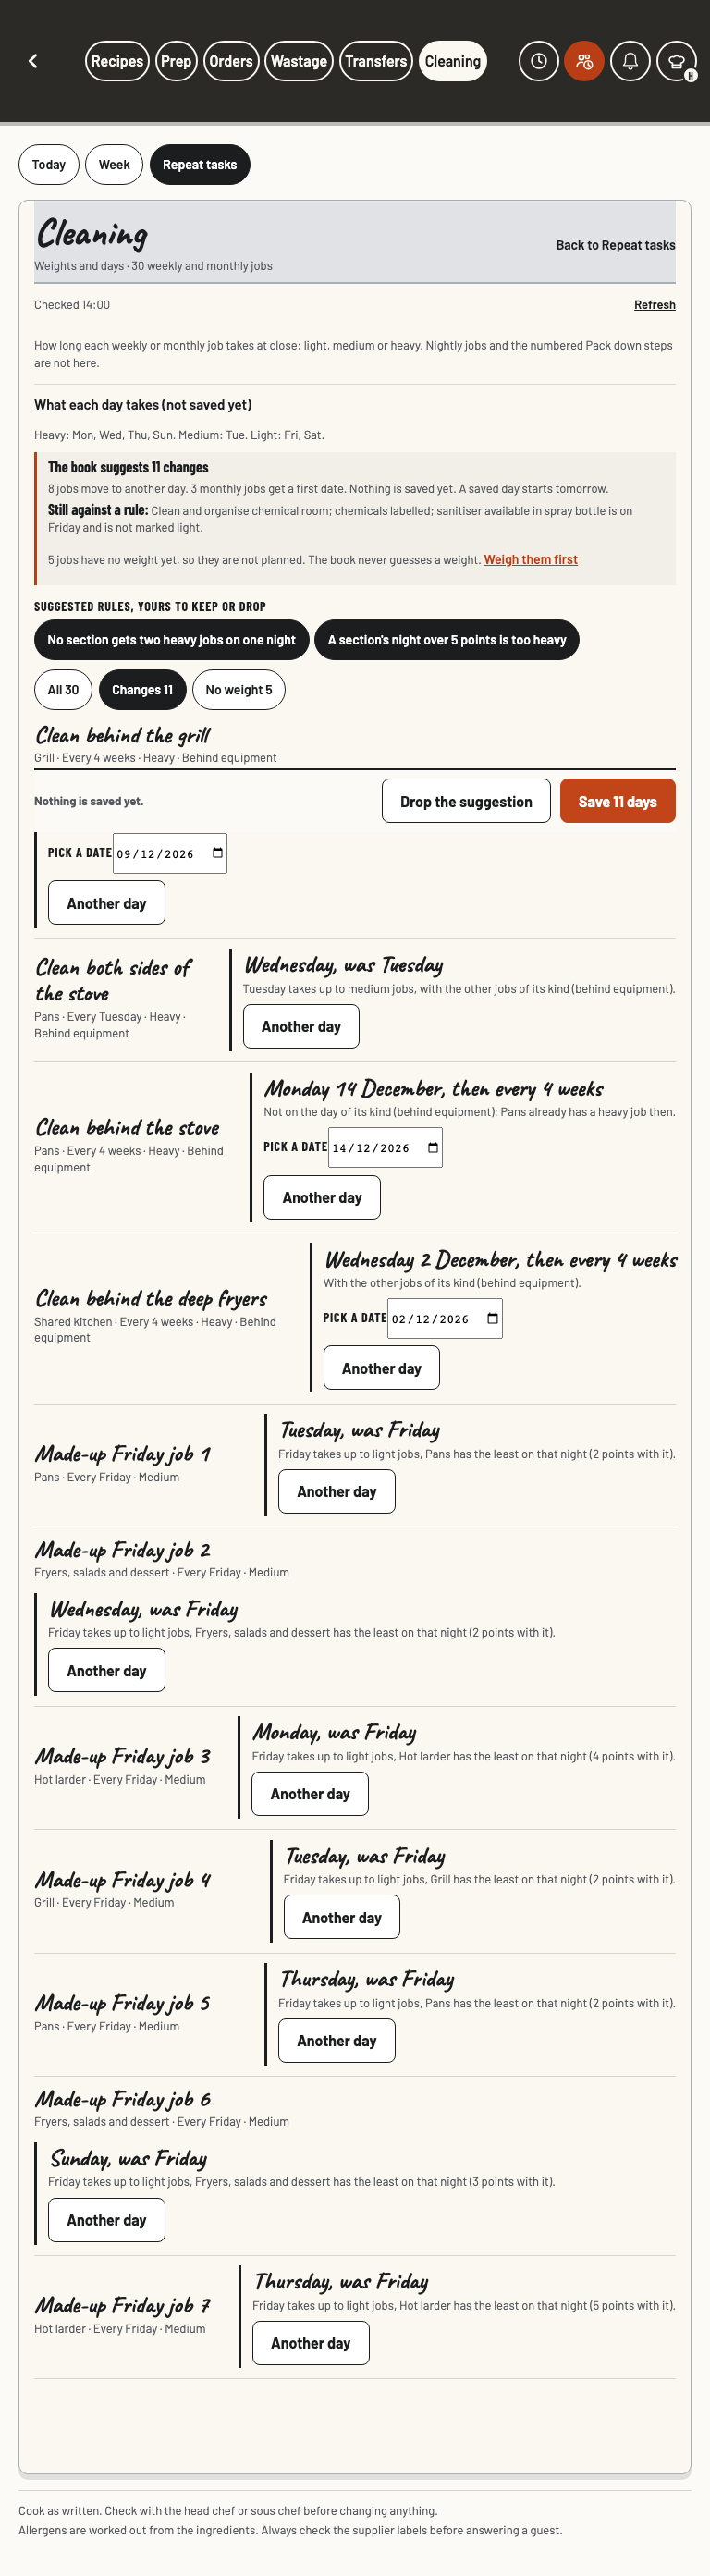 Recipes Prep Orders Wastage Transfers Cleaning
H
Today Week Repeat tasks
Cleaning
Back to Repeat tasks
Weights and days · 30 weekly and monthly jobs
Checked 14:00
Refresh
How long each weekly or monthly job takes at close: light, medium or heavy. Nightly jobs and the numbered Pack down steps
are not here.
What each day takes (not saved yet)
Heavy: Mon, Wed, Thu, Sun. Medium: Tue. Light: Fri, Sat.
The book suggests 11 changes
8 jobs move to another day. 3 monthly jobs get a first date. Nothing is saved yet. A saved day starts tomorrow.
Still against a rule: Clean and organise chemical room; chemicals labelled; sanitiser available in spray bottle is on
Friday and is not marked light.
5 jobs have no weight yet, so they are not planned. The book never guesses a weight. Weigh them first
SUGGESTED RULES, YOURS TO KEEP OR DROP
No section gets two heavy jobs on one night
A section's night over 5 points is too heavy
All 30 Changes 11 No weight 5
Clean behind the grill
Grill · Every 4 weeks · Heavy · Behind equipment
Nothing is saved yet.
Drop the suggestion
Save 11 days
PICK A DATE 09/12/2026
Another day
Clean both sides of
the stove
Pans · Every Tuesday · Heavy ·
Behind equipment
Wednesday, was Tuesday
Tuesday takes up to medium jobs, with the other jobs of its kind (behind equipment).
Another day
Clean behind the stove
Pans · Every 4 weeks · Heavy · Behind
equipment
Monday 14 December, then every 4 weeks
Not on the day of its kind (behind equipment): Pans already has a heavy job then.
PICK A DATE 14/12/2026
Another day
Clean behind the deep fryers
Shared kitchen · Every 4 weeks · Heavy · Behind
equipment
Wednesday 2 December, then every 4 weeks
With the other jobs of its kind (behind equipment).
PICK A DATE 02/12/2026
Another day
Made-up Friday job 1
Pans · Every Friday · Medium
Tuesday, was Friday
Friday takes up to light jobs, Pans has the least on that night (2 points with it).
Another day
Made-up Friday job 2
Fryers, salads and dessert · Every Friday · Medium
Wednesday, was Friday
Friday takes up to light jobs, Fryers, salads and dessert has the least on that night (2 points with it).
Another day
Made-up Friday job 3
Hot larder · Every Friday · Medium
Monday, was Friday
Friday takes up to light jobs, Hot larder has the least on that night (4 points with it).
Another day
Made-up Friday job 4
Grill · Every Friday · Medium
Tuesday, was Friday
Friday takes up to light jobs, Grill has the least on that night (2 points with it).
Another day
Made-up Friday job 5
Pans · Every Friday · Medium
Thursday, was Friday
Friday takes up to light jobs, Pans has the least on that night (2 points with it).
Another day
Made-up Friday job 6
Fryers, salads and dessert · Every Friday · Medium
Sunday, was Friday
Friday takes up to light jobs, Fryers, salads and dessert has the least on that night (3 points with it).
Another day
Made-up Friday job 7
Hot larder · Every Friday · Medium
Thursday, was Friday
Friday takes up to light jobs, Hot larder has the least on that night (5 points with it).
Another day
Cook as written. Check with the head chef or sous chef before changing anything.
Allergens are worked out from the ingredients. Always check the supplier labels before answering a guest.